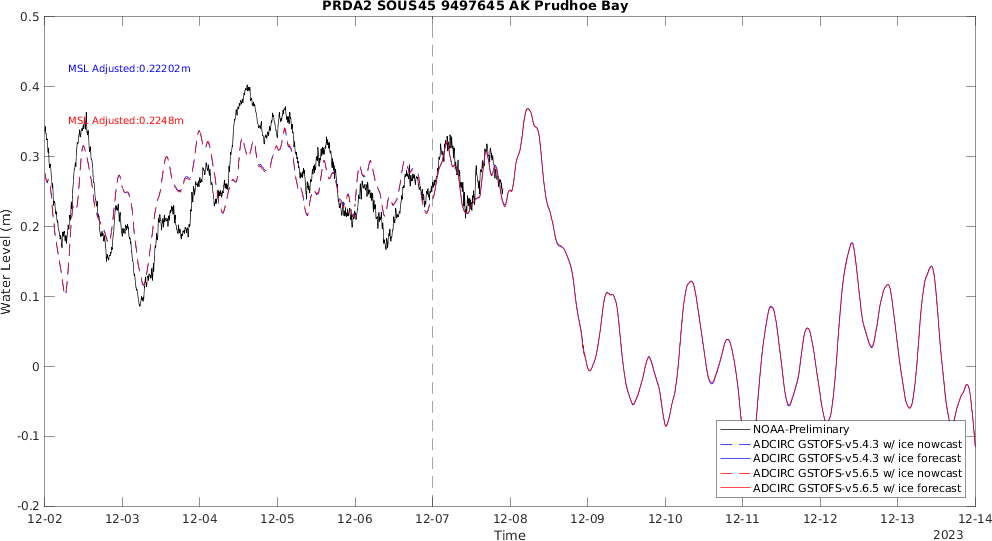 PRDA2 SOUS45 9497645 AK Prudhoe Bay
0.5
MSL Adjusted:0.22202m
0.4
MSL Adjusted:0.2248m
0.3
0.2
Water Level (m)
0.1
0
-0.1
-0.2
NOAA-Preliminary
ADCIRC GSTOFS-v5.4.3 w/ ice nowcast
ADCIRC GSTOFS-v5.4.3 w/ ice forecast
ADCIRC GSTOFS-v5.6.5 w/ ice nowcast
ADCIRC GSTOFS-v5.6.5 w/ ice forecast
12-02 12-03 12-04 12-05 12-06 12-07 12-08 12-09 12-10 12-11 12-12 12-13 12-14
Time
2023